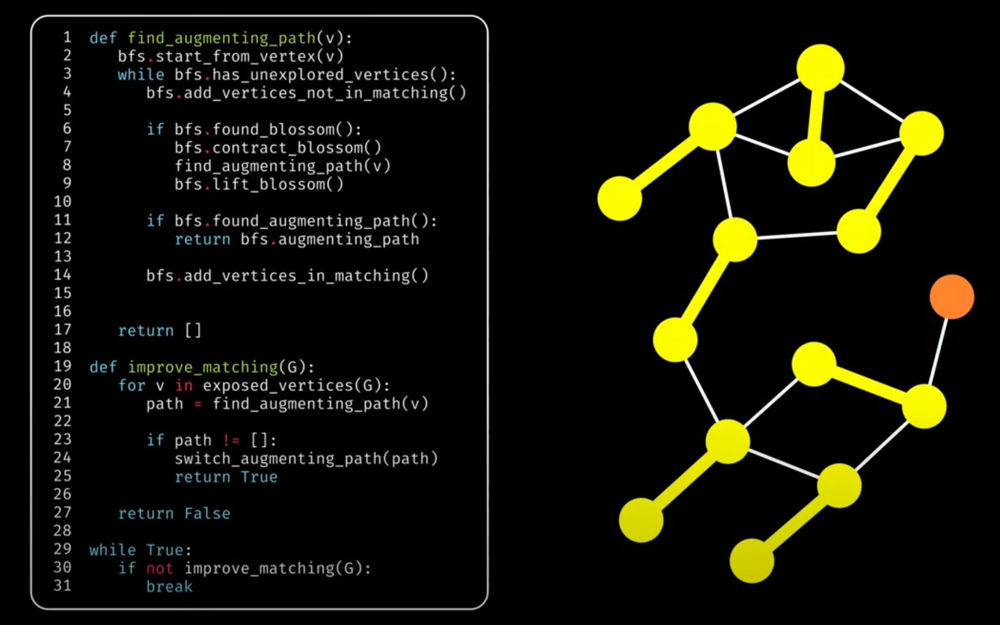 1 def find_augmenting_path(v):
2 bfs.start_from_vertex(v)
3 while bfs.has_unexplored_vertices():
4 bfs.add_vertices_not_in_matching()
5
6 if bfs.found_blossom():
7 bfs.contract_blossom()
8 find_augmenting_path(v)
9 bfs.lift_blossom()
10
11 if bfs.found_augmenting_path():
12 return bfs.augmenting_path
13
14 bfs.add_vertices_in_matching()
15
16
17 return []
18
19 def improve_matching(G):
20 for v in exposed_vertices(G):
21 path = find_augmenting_path(v)
22
23 if path != []:
24 switch_augmenting_path(path)
25 return True
26
27 return False
28
29 while True:
30 if not improve_matching(G):
31 break